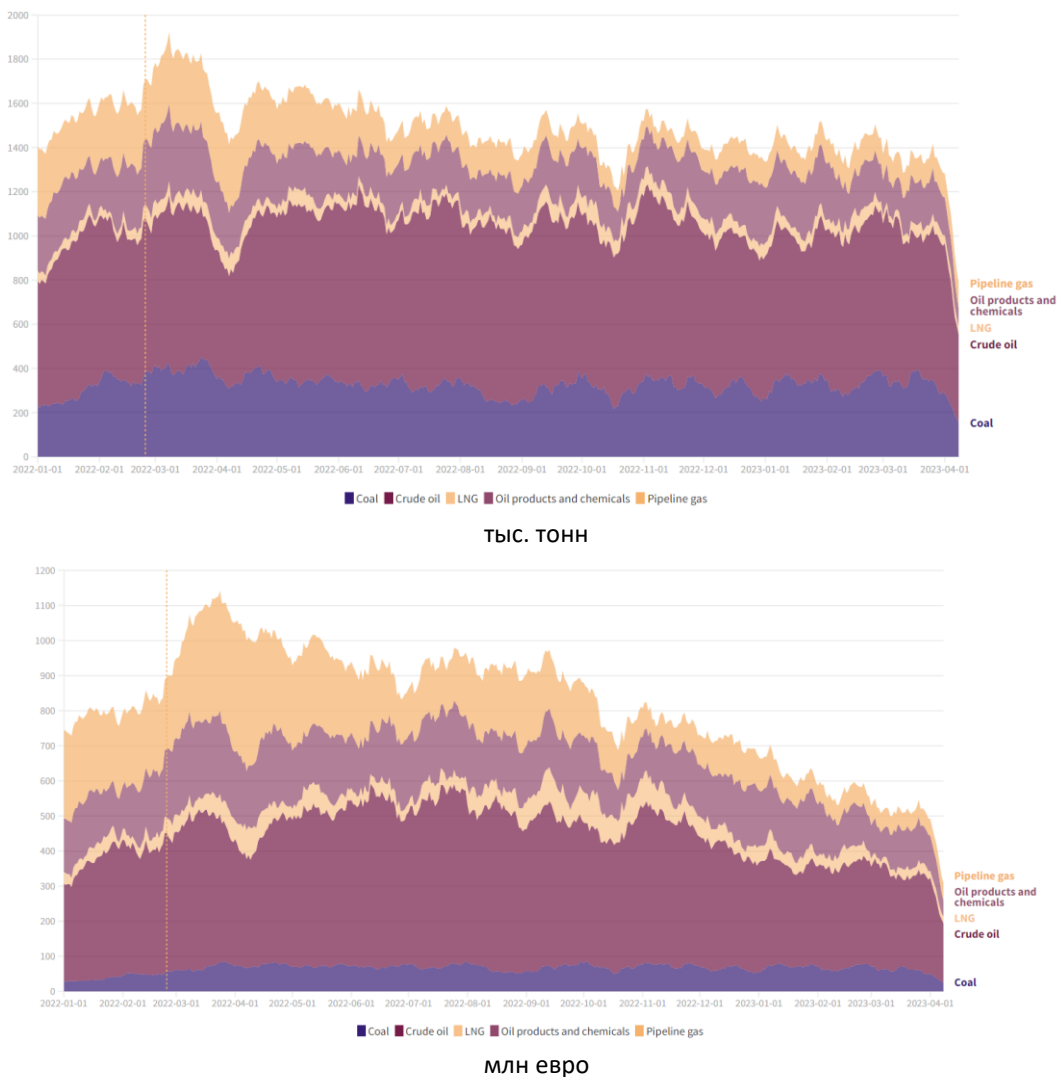 2000
1800
1600
1400
1200
1000
800
600
400
200
0
Pipeline gas
Oil products and
chemicals
LNG
Crude oil
Coal
2022-01-01 2022-02-01 2022-03-01 2022-04-01 2022-05-01 2022-06-01 2022-07-01 2022-08-01 2022-09-01 2022-10-01 2022-11-01 2022-12-01 2023-01-01 2023-02-01 2023-03-01 2023-04-01
Coal Crude oil LNG Oil products and chemicals Pipeline gas
тыс. тонн
1200
1100
1000
900
800
700
600
500
400
300
200
100
0
Pipeline gas
Oil products and
chemicals
LNG
Crude oil
Coal
2022-01-01 2022-02-01 2022-03-01 2022-04-01 2022-05-01 2022-06-01 2022-07-01 2022-08-01 2022-09-01 2022-10-01 2022-11-01 2022-12-01 2023-01-01 2023-02-01 2023-03-01 2023-04-01
Coal Crude oil LNG Oil products and chemicals Pipeline gas
млн евро